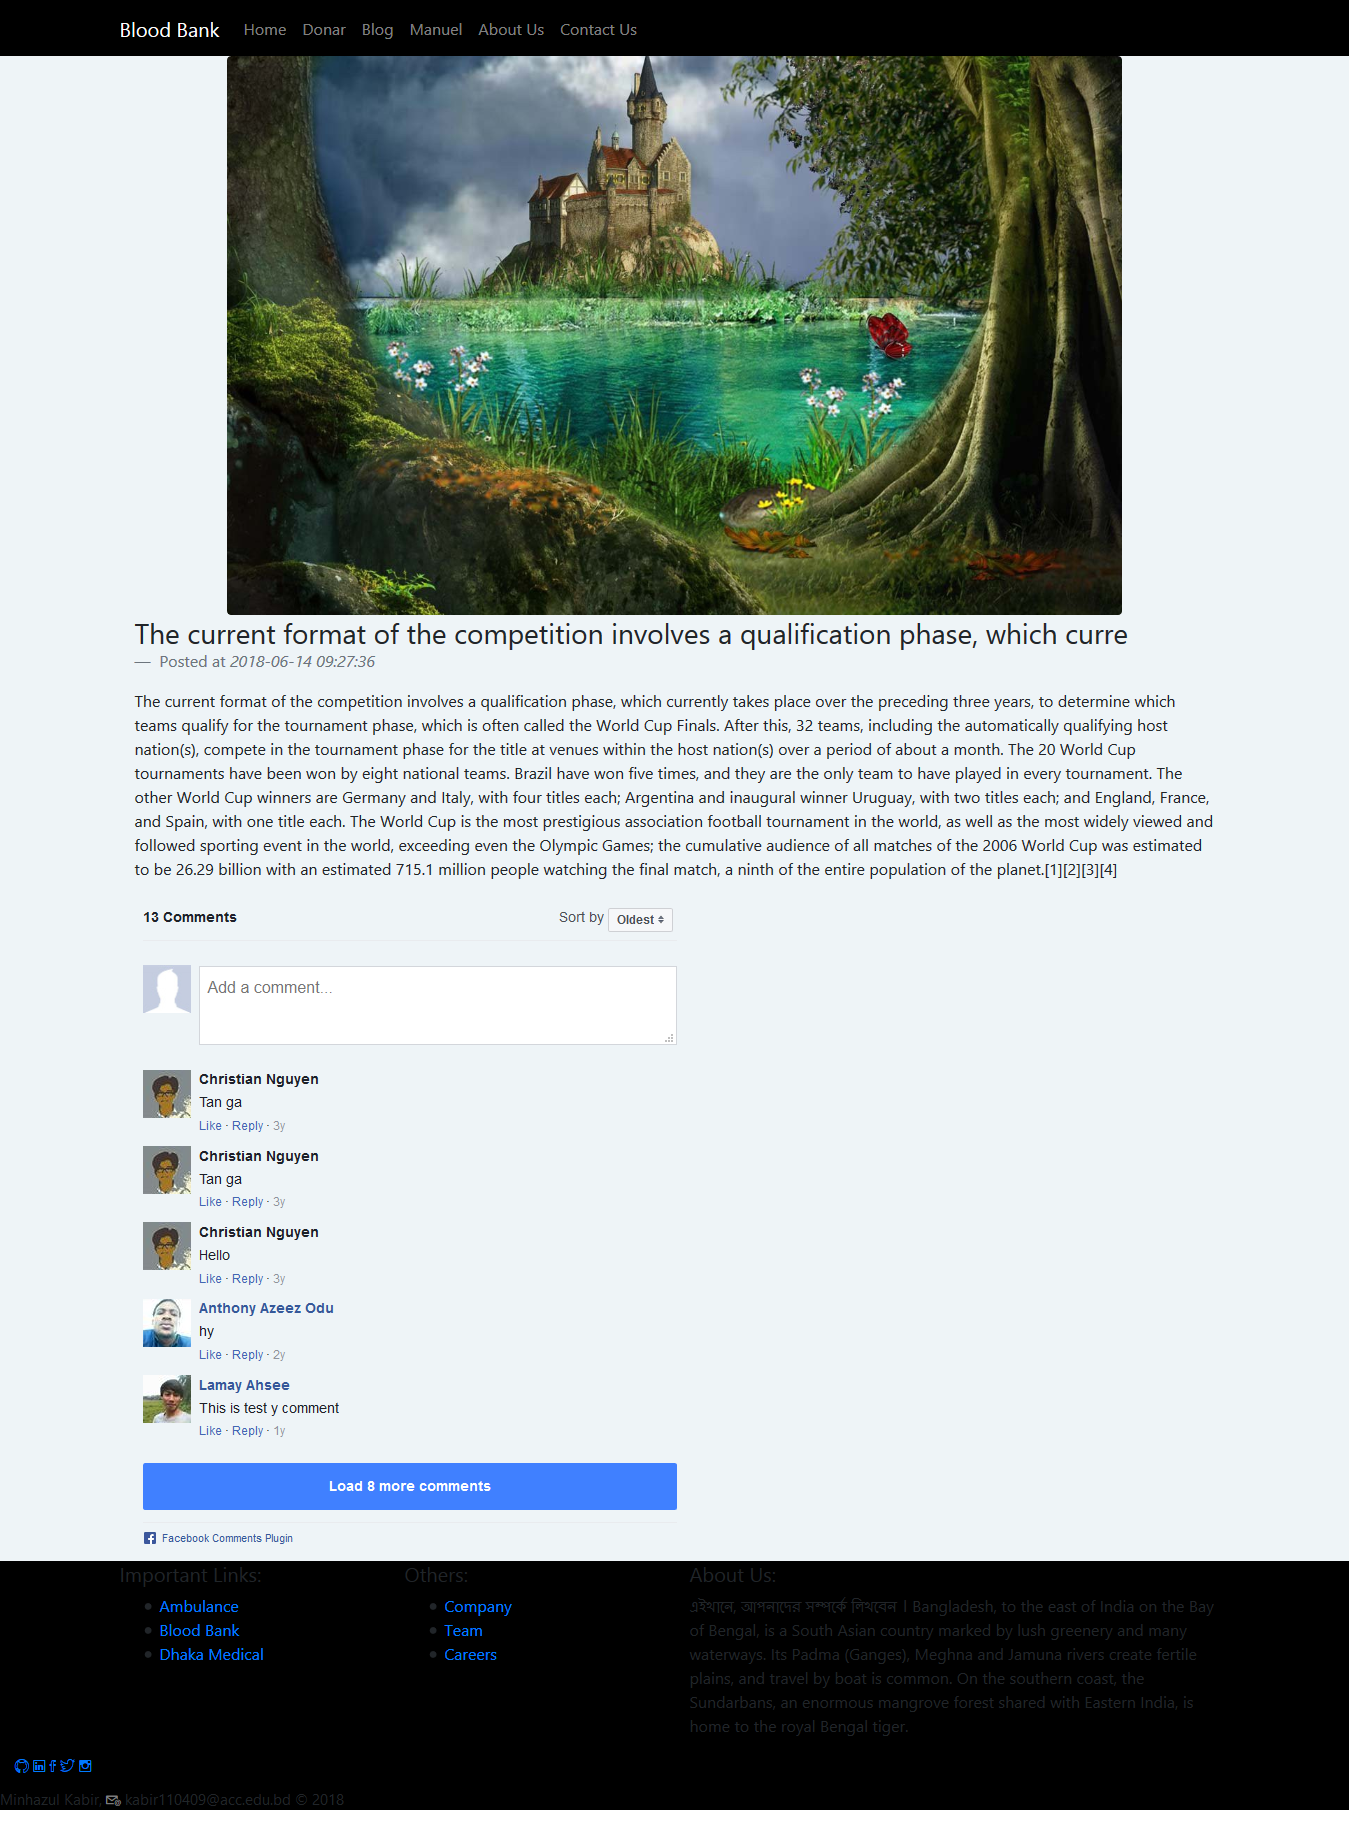 Blood Bank Home Donar Blog Manuel About Us Contact Us
The current format of the competition involves a qualification phase, which curre
— Posted at 2018-06-14 09:27:36
The current format of the competition involves a qualification phase, which currently takes place over the preceding three years, to determine which
teams qualify for the tournament phase, which is often called the World Cup Finals. After this, 32 teams, including the automatically qualifying host
nation(s), compete in the tournament phase for the title at venues within the host nation(s) over a period of about a month. The 20 World Cup
tournaments have been won by eight national teams. Brazil have won five times, and they are the only team to have played in every tournament. The
other World Cup winners are Germany and Italy, with four titles each; Argentina and inaugural winner Uruguay, with two titles each; and England, France,
and Spain, with one title each. The World Cup is the most prestigious association football tournament in the world, as well as the most widely viewed and
followed sporting event in the world, exceeding even the Olympic Games; the cumulative audience of all matches of the 2006 World Cup was estimated
to be 26.29 billion with an estimated 715.1 million people watching the final match, a ninth of the entire population of the planet.[1][2][3][4]
13 Comments
Sort by Oldest
Add a comment...
Christian Nguyen
Tan ga
Like · Reply · 3y
Christian Nguyen
Tan ga
Like · Reply · 3y
Christian Nguyen
Hello
Like · Reply · 3y
Anthony Azeez Odu
hy
Like · Reply · 2y
Lamay Ahsee
This is test y comment
Like · Reply · 1y
Load 8 more comments
Facebook Comments Plugin
Important Links:
Ambulance
Blood Bank
Dhaka Medical
Others:
Company
Team
Careers
About Us:
এইখানে, আপনাদের সম্পর্কে লিখবেন । Bangladesh, to the east of India on the Bay
of Bengal, is a South Asian country marked by lush greenery and many
waterways. Its Padma (Ganges), Meghna and Jamuna rivers create fertile
plains, and travel by boat is common. On the southern coast, the
Sundarbans, an enormous mangrove forest shared with Eastern India, is
home to the royal Bengal tiger.
Minhazul Kabir, kabir110409@acc.edu.bd © 2018